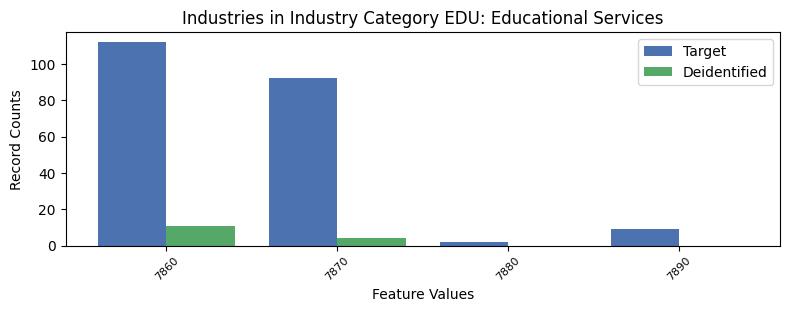 Industries in Industry Category EDU: Educational Services
Target
Deidentified
Record Counts
100
80
60
40
20
0
7860
7870
7880
7890
Feature Values